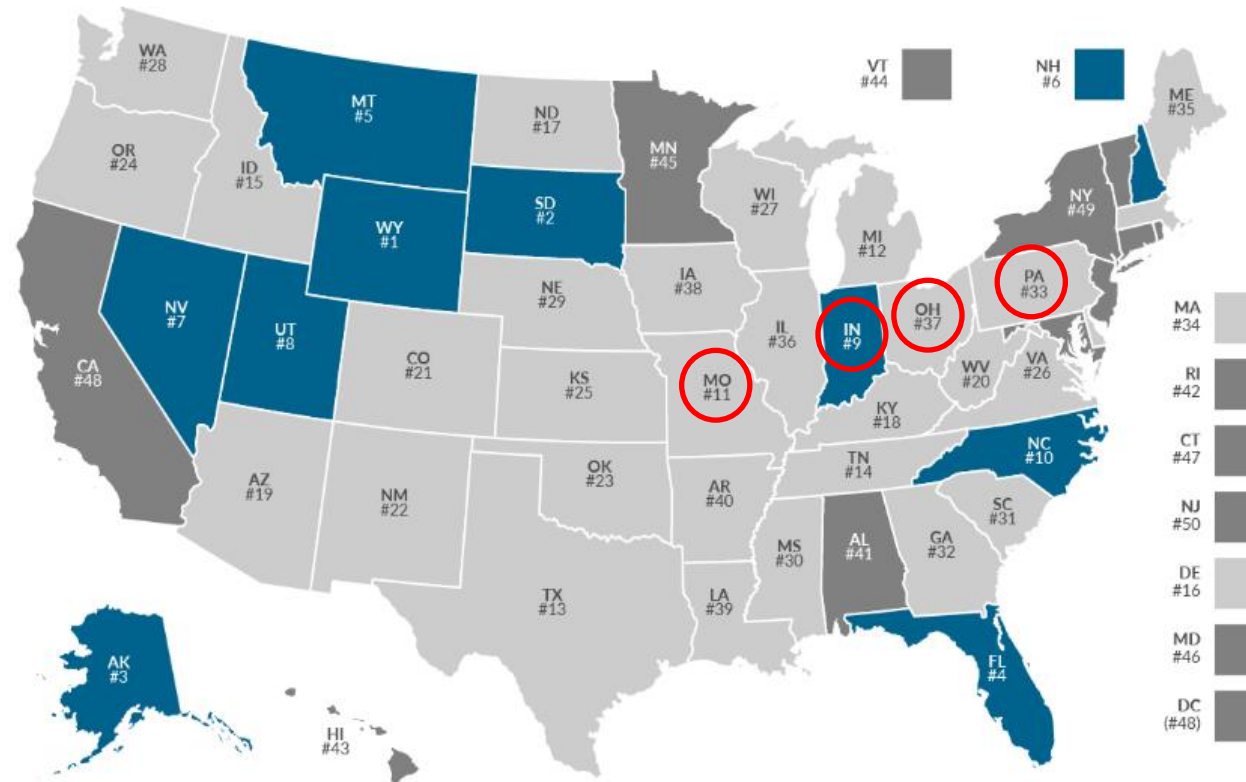 WA
#28
MT
#5
ND
#17
MN
#45
VT
#44
NH
#6
ME
#35
OR
#24
ID
#15
WY
#1
SD
#2
WI
#27
MI
#12
NY
#49
NV
#7
UT
#8
CA
#48
CO
#21
NE
#29
KS
#25
IA
#38
MO
#11
IL
#36
IN
#9
OH
#37
PA
#33
WV
#20
VA
#26
KY
#18
NC
#10
TN
#14
SC
#31
AZ
#19
NM
#22
OK
#23
AR
#40
TX
#13
LA
#39
MS
#30
AL
#41
GA
#32
FL
#4
AK
#3
HI
#43
MA
#34
RI
#42
CT
#47
NJ
#50
DE
#16
MD
#46
DC
(#48)